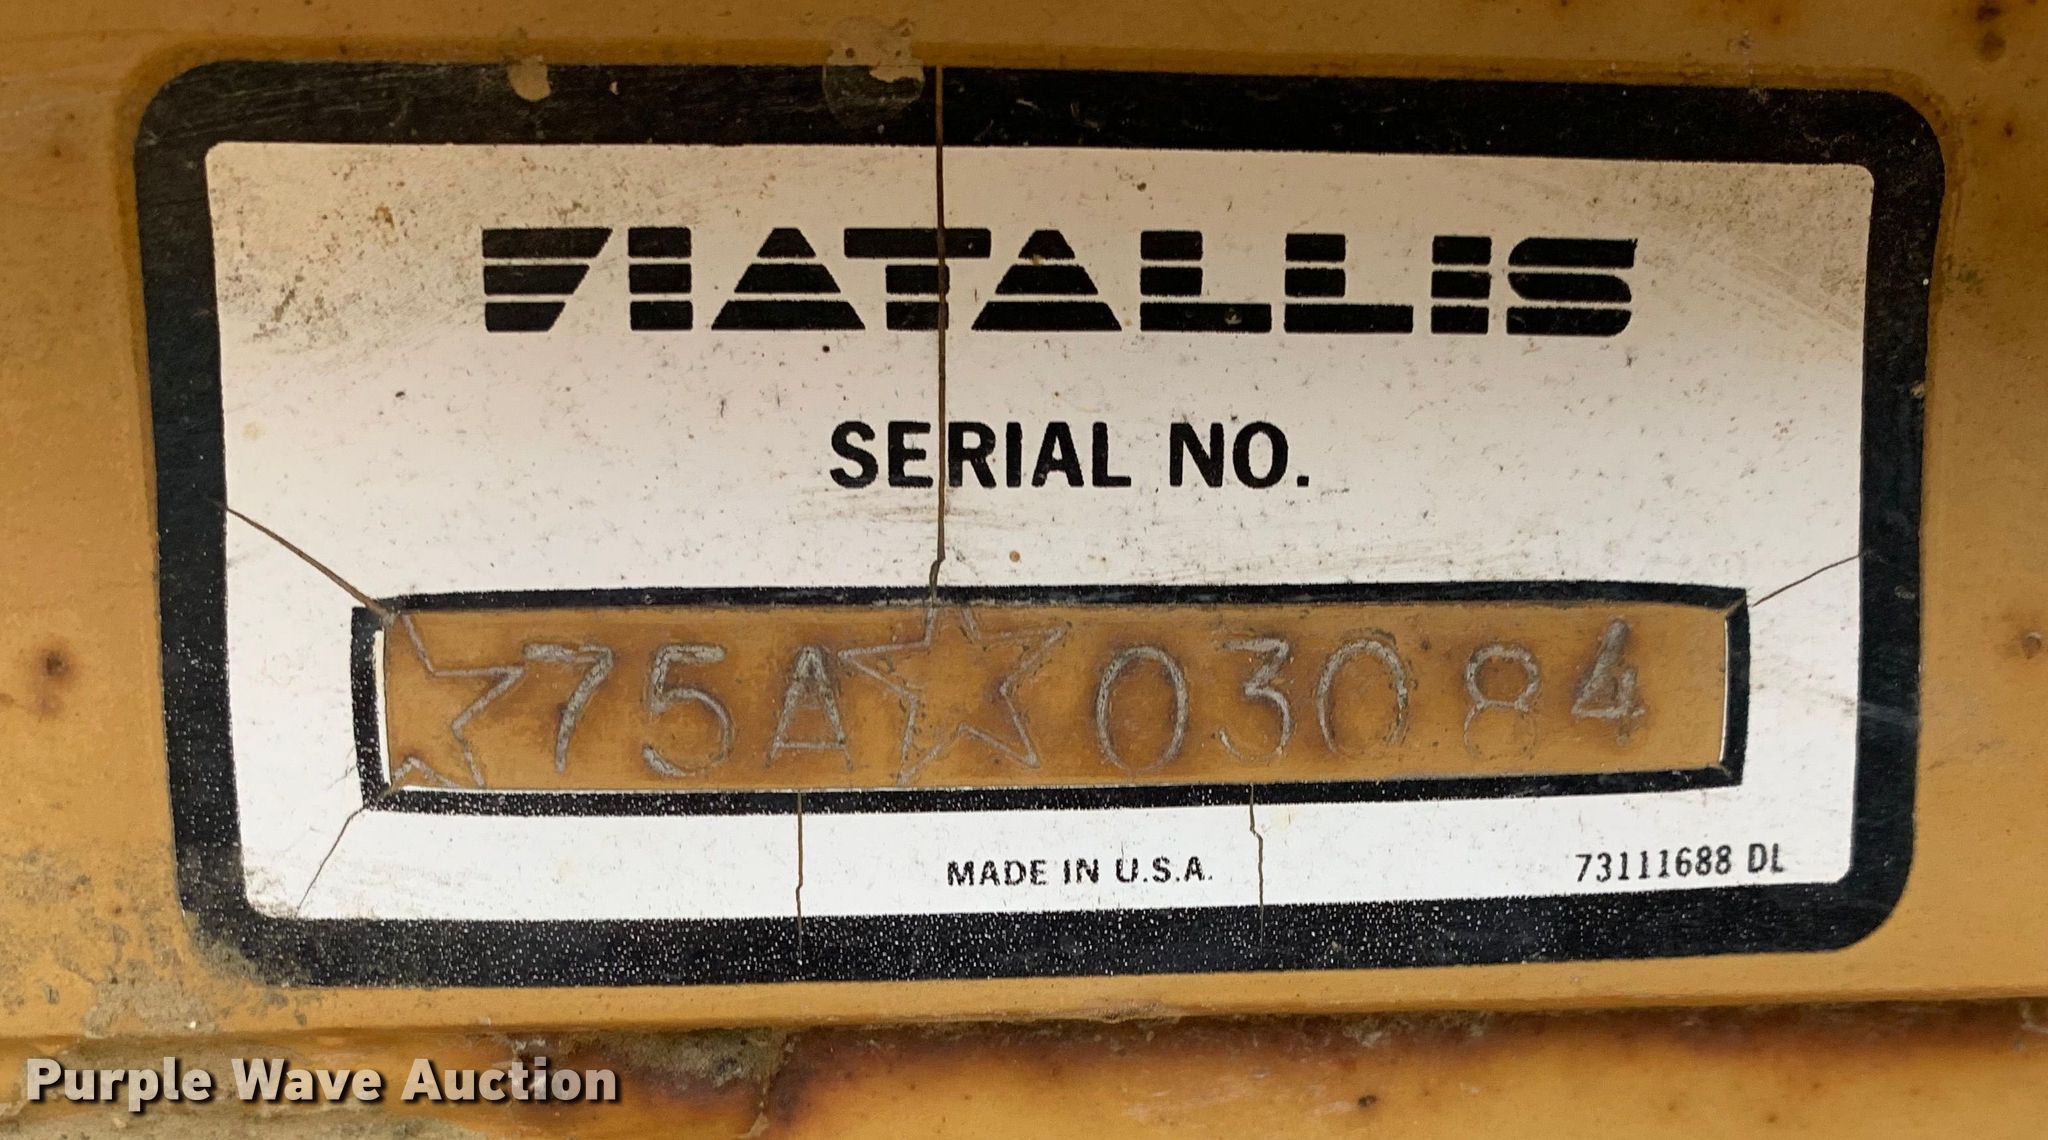 FIATALLIS
SERIAL NO.
☆75A☆03084
MADE IN U.S.A.
73111688 DL
Purple Wave Auction